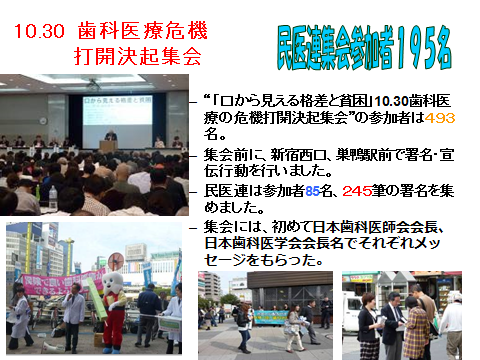 10.30 歯科医療危機
打開決起集会
民医連集会参加者195名
口から見える格差と貧困
– “「口から見える格差と貧困」10.30歯科医
療の危機打開決起集会”の参加者は493
名。
– 集会前に、新宿西口、巣鴨駅前で署名・宣
伝行動を行いました。
– 民医連は参加者85名、245筆の署名を集
めました。
– 集会には、初めて日本歯科医師会会長、
日本歯科医学会会長名でそれぞれメッ
セージをもらった。